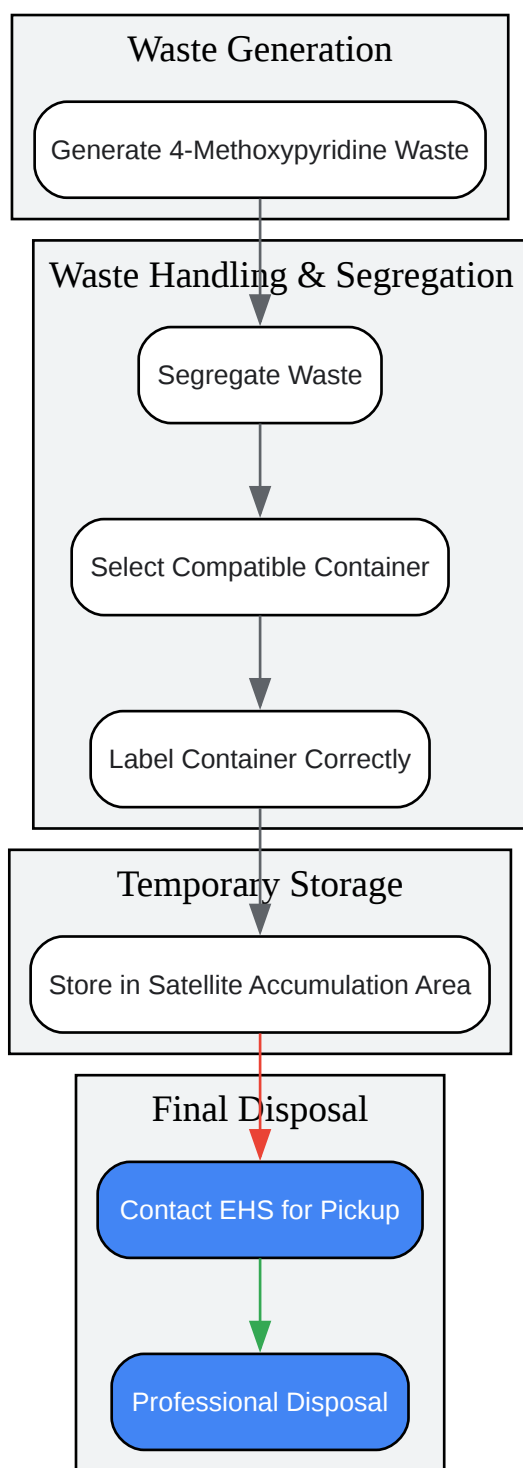 Waste Generation
Generate 4-Methoxypyridine Waste
Waste Handling & Segregation
Segregate Waste
Select Compatible Container
Label Container Correctly
Temporary Storage
Store in Satellite Accumulation Area
Final Disposal
Contact EHS for Pickup
Professional Disposal